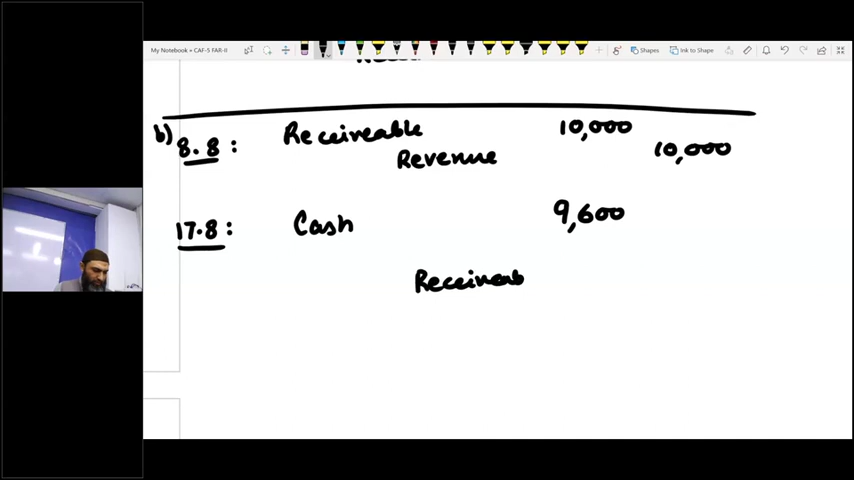 My Notebook » CAF-5 FAR-II
Shapes
Ink to Shape
b) 8.8: Receiveable 10,000
Revenue 10,000
17.8: Cash 9,600
Receiveab